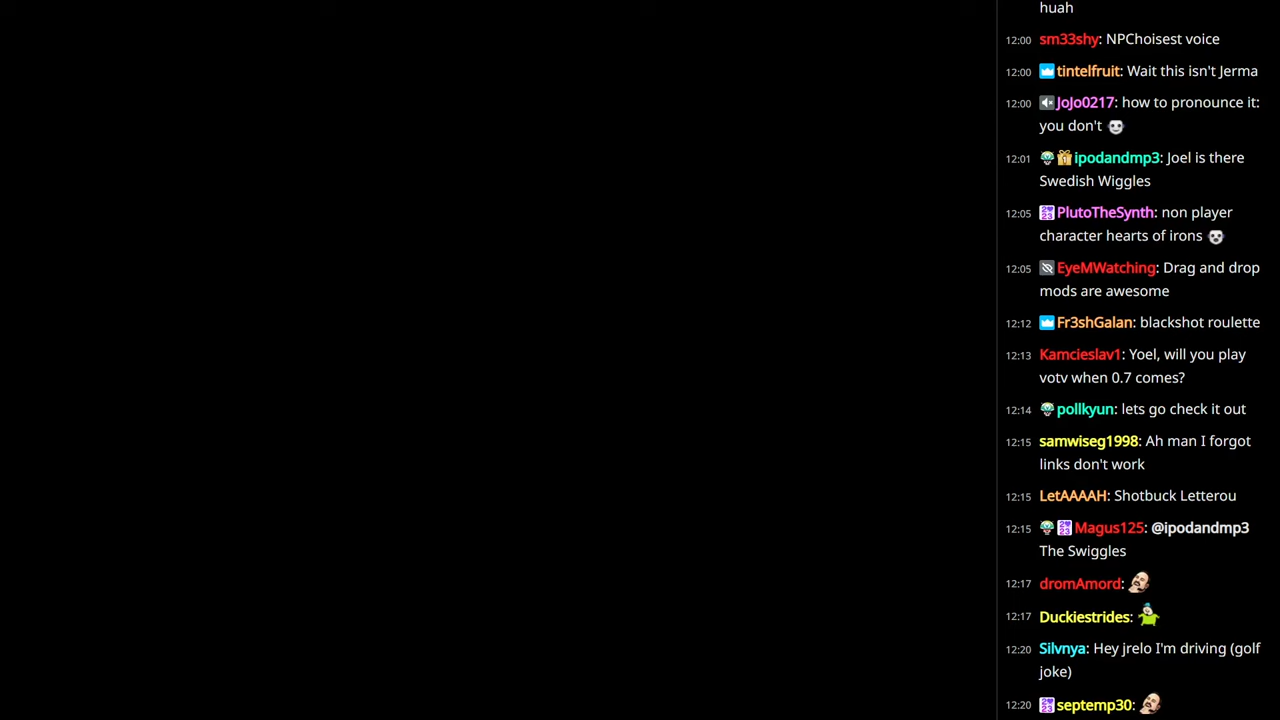 huah
12:00 sm33shy: NPChoisest voice
12:00 tintelfruit: Wait this isn't Jerma
12:00 JoJo0217: how to pronounce it:
you don't
12:01 ipodandmp3: Joel is there
Swedish Wiggles
12:05 PlutoTheSynth: non player
character hearts of irons
12:05 EyeMWatching: Drag and drop
mods are awesome
12:12 Fr3shGalan: blackshot roulette
12:13 Kamcieslav1: Yoel, will you play
votv when 0.7 comes?
12:14 pollkyun: lets go check it out
12:15 samwiseg1998: Ah man I forgot
links don't work
12:15 LetAAAAH: Shotbuck Letterou
12:15 Magus125: @ipodandmp3
The Swiggles
12:17 dromAmord:
12:17 Duckiestrides:
12:20 Silvnya: Hey jrelo I'm driving (golf
joke)
12:20 septemp30: